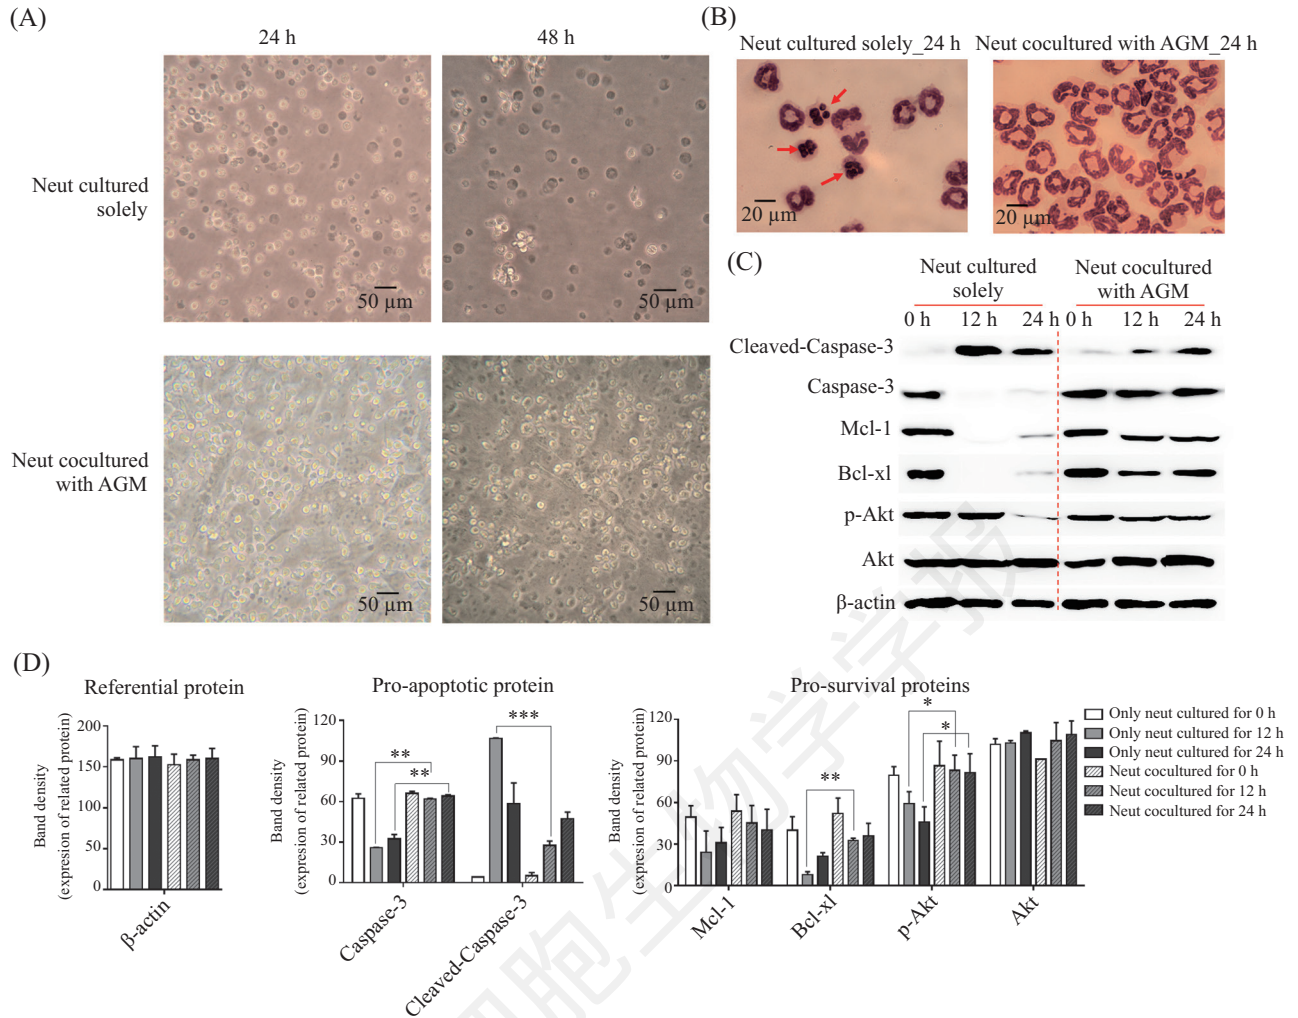 (A)
24 h
48 h
Neut cultured
solely
50 µm
50 µm
Neut cocultured
with AGM
50 µm
50 µm
(B)
Neut cultured solely_24 h
Neut cocultured with AGM_24 h
20 µm
20 µm
(C)
Neut cultured
solely
Neut cocultured
with AGM
0 h 12 h 24 h 0 h 12 h 24 h
Cleaved-Caspase-3
Caspase-3
Mcl-1
Bcl-xl
p-Akt
Akt
β-actin
(D)
Referential protein
Band density
(expresion of related protein)
200
150
100
50
0
β-actin
Pro-apoptotic protein
Band density
(expresion of related protein)
120
90
60
30
0
**
**
***
Caspase-3
Cleaved-Caspase-3
Pro-survival proteins
Band density
(expresion of related protein)
120
90
60
30
0
**
*
*
Mcl-1
Bcl-xl
p-Akt
Akt
Only neut cultured for 0 h
Only neut cultured for 12 h
Only neut cultured for 24 h
Neut cocultured for 0 h
Neut cocultured for 12 h
Neut cocultured for 24 h
胞生物学学报